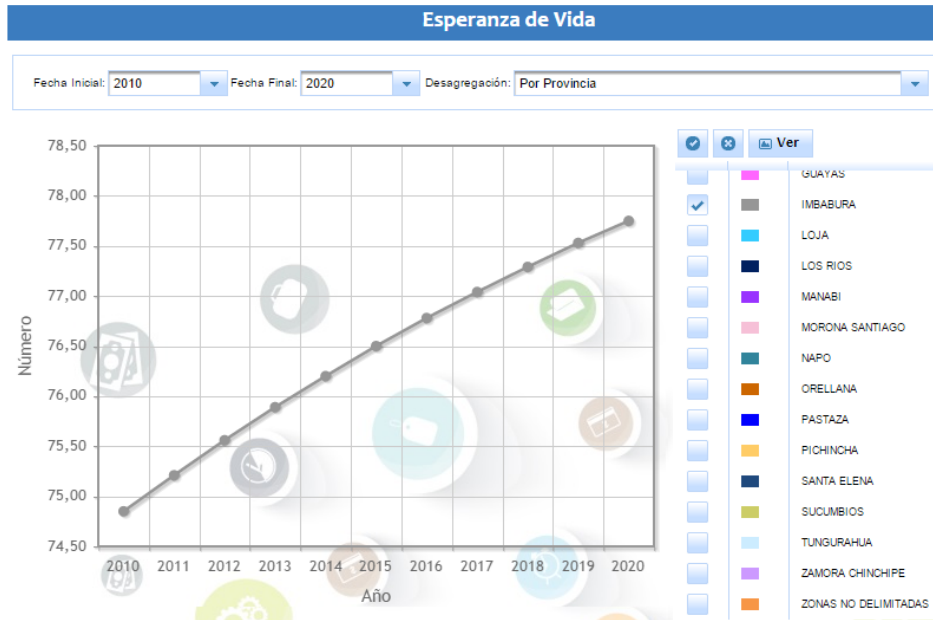 Esperanza de Vida
Fecha Inicial: 2010 Fecha Final: 2020 Desagregación: Por Provincia
Ver
78,50
78,00
77,50
77,00
76,50
76,00
75,50
75,00
74,50
Número
2010 2011 2012 2013 2014 2015 2016 2017 2018 2019 2020
Año
GUAYAS
IMBABURA
LOJA
LOS RIOS
MANABI
MORONA SANTIAGO
NAPO
ORELLANA
PASTAZA
PICHINCHA
SANTA ELENA
SUCUMBIOS
TUNGURAHUA
ZAMORA CHINCHIPE
ZONAS NO DELIMITADAS